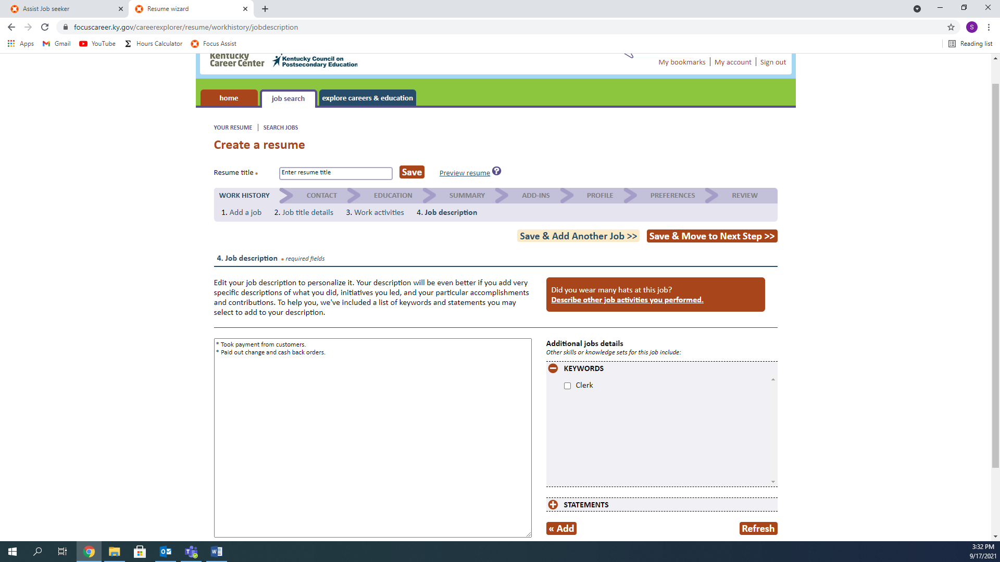 Assist Job seeker
Resume wizard
focuscareer.ky.gov/careerexplorer/resume/workhistory/jobdescription
S
Apps
Gmail
YouTube
Hours Calculator
Focus Assist
Reading list
Kentucky
Career Center
Kentucky Council on
Postsecondary Education
My bookmarks
My account
Sign out
home
job search
explore careers & education
YOUR RESUME
SEARCH JOBS
Create a resume
Resume title *
Enter resume title
Save
Preview resume
?
WORK HISTORY
CONTACT
EDUCATION
SUMMARY
ADD-INS
PROFILE
PREFERENCES
REVIEW
1. Add a job
2. Job title details
3. Work activities
4. Job description
Save & Add Another Job >>
Save & Move to Next Step >>
4. Job description * required fields
Edit your job description to personalize it. Your description will be even better if you add very
specific descriptions of what you did, initiatives you led, and your particular accomplishments
and contributions. To help you, we've included a list of keywords and statements you may
select to add to your description.
Did you wear many hats at this job?
Describe other job activities you performed.
* Took payment from customers.
* Paid out change and cash back orders.
Additional jobs details
Other skills or knowledge sets for this job include:
KEYWORDS
Clerk
STATEMENTS
« Add
Refresh
3:32 PM
9/17/2021